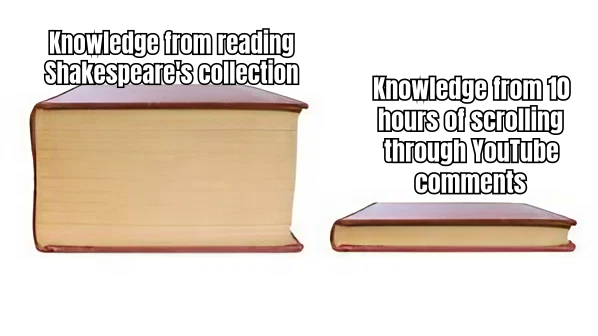 Knowledge from reading
Shakespeare's collection
Knowledge from 10
hours of scrolling
through YouTube
comments